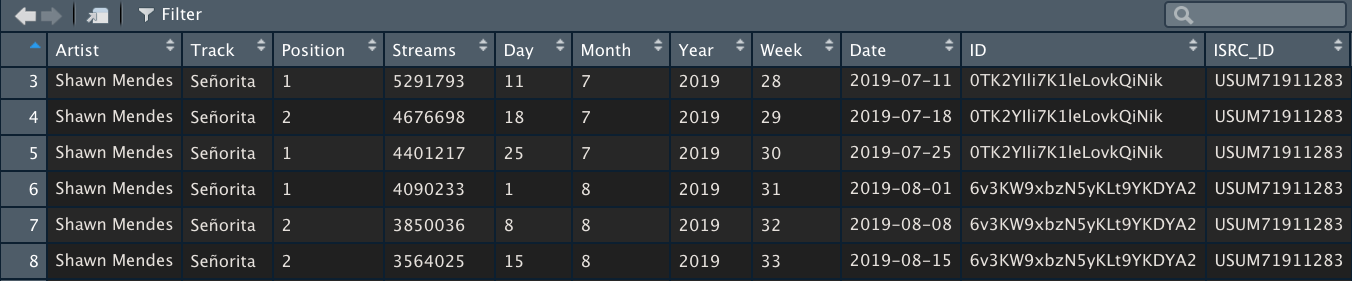 Filter
Artist Track Position Streams Day Month Year Week Date ID ISRC_ID
3 Shawn Mendes Señorita 1 5291793 11 7 2019 28 2019-07-11 0TK2YIli7K1leLovkQiNik USUM71911283
4 Shawn Mendes Señorita 2 4676698 18 7 2019 29 2019-07-18 0TK2YIli7K1leLovkQiNik USUM71911283
5 Shawn Mendes Señorita 1 4401217 25 7 2019 30 2019-07-25 0TK2YIli7K1leLovkQiNik USUM71911283
6 Shawn Mendes Señorita 1 4090233 1 8 2019 31 2019-08-01 6v3KW9xbzN5yKLt9YKDYA2 USUM71911283
7 Shawn Mendes Señorita 2 3850036 8 8 2019 32 2019-08-08 6v3KW9xbzN5yKLt9YKDYA2 USUM71911283
8 Shawn Mendes Señorita 2 3564025 15 8 2019 33 2019-08-15 6v3KW9xbzN5yKLt9YKDYA2 USUM71911283